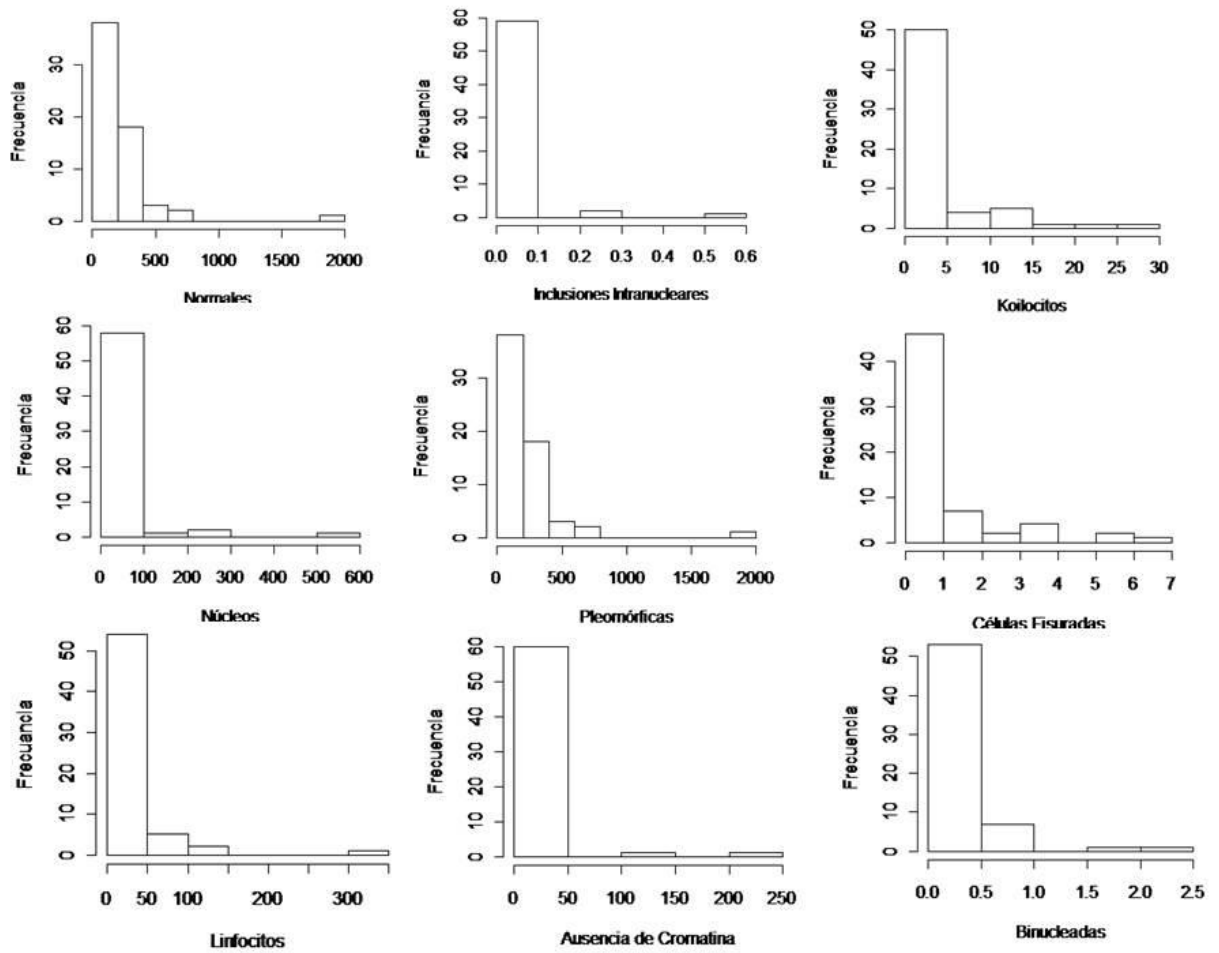 Frecuencia
0 10 20 30
0 500 1000 1500 2000
Normales
Frecuancia
0 10 20 30 40 50 60
0.0 0.1 0.2 0.3 0.4 0.5 0.6
Inclusiones Intranucleares
Frecuencia
0 10 20 30 40 50
0 5 10 15 20 25 30
Koilocitos
Frecuancia
0 10 20 30 40 50 60
0 100 200 300 400 500 600
Núcleos
Frecuencia
0 10 20 30
0 500 1000 1500 2000
Pleomórficas
Frecuencia
0 10 20 30 40
0 1 2 3 4 5 6 7
Células Fisuradas
Frecuancia
0 10 20 30 40 50
0 50 100 200 300
Linfocitos
Frecuencia
0 10 20 30 40 50 60
0 50 100 150 200 250
Ausencia de Cromatina
Frecuencia
0 10 20 30 40 50
0.0 0.5 1.0 1.5 2.0 2.5
Binucleadas